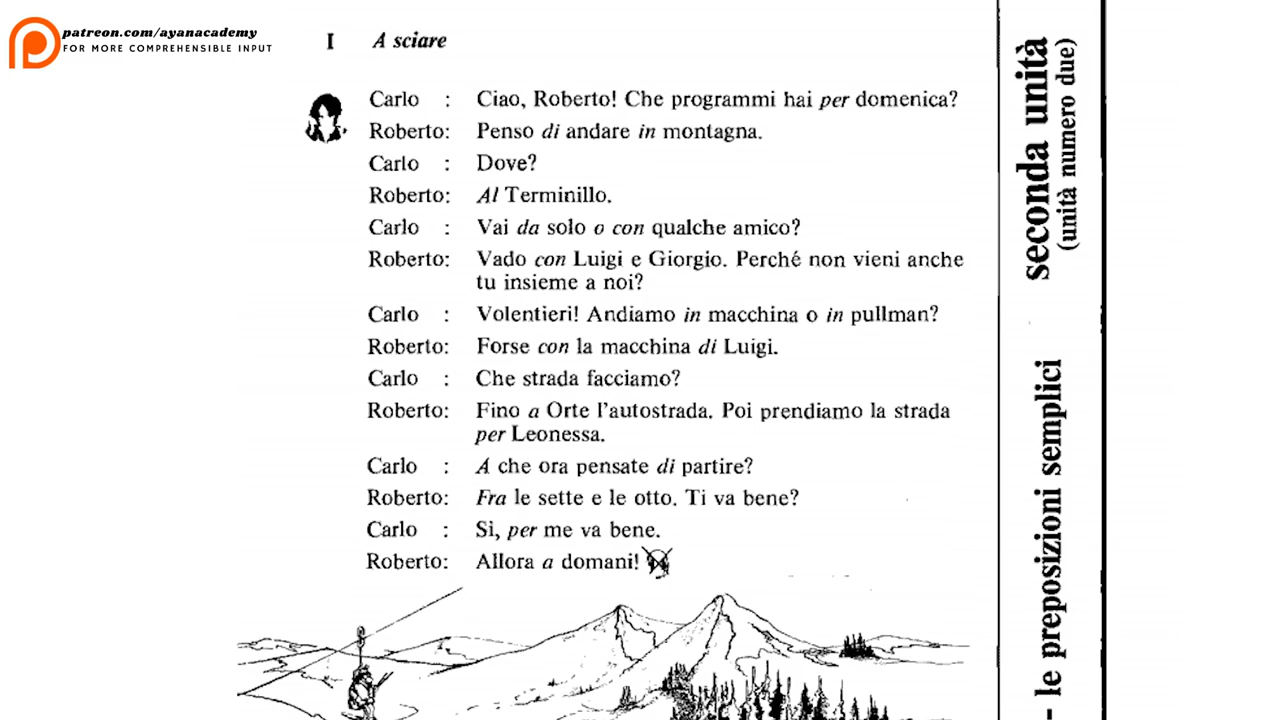 patreon.com/ayanacademy
FOR MORE COMPREHENSIBLE INPUT
I A sciare
Carlo : Ciao, Roberto! Che programmi hai per domenica?
Roberto: Penso di andare in montagna.
Carlo : Dove?
Roberto: Al Terminillo.
Carlo : Vai da solo o con qualche amico?
Roberto: Vado con Luigi e Giorgio. Perché non vieni anche
tu insieme a noi?
Carlo : Volentieri! Andiamo in macchina o in pullman?
Roberto: Forse con la macchina di Luigi.
Carlo : Che strada facciamo?
Roberto: Fino a Orte l'autostrada. Poi prendiamo la strada
per Leonessa.
Carlo : A che ora pensate di partire?
Roberto: Fra le sette e le otto. Ti va bene?
Carlo : Sì, per me va bene.
Roberto: Allora a domani!
seconda unità
(unità numero due)
- le preposizioni semplici